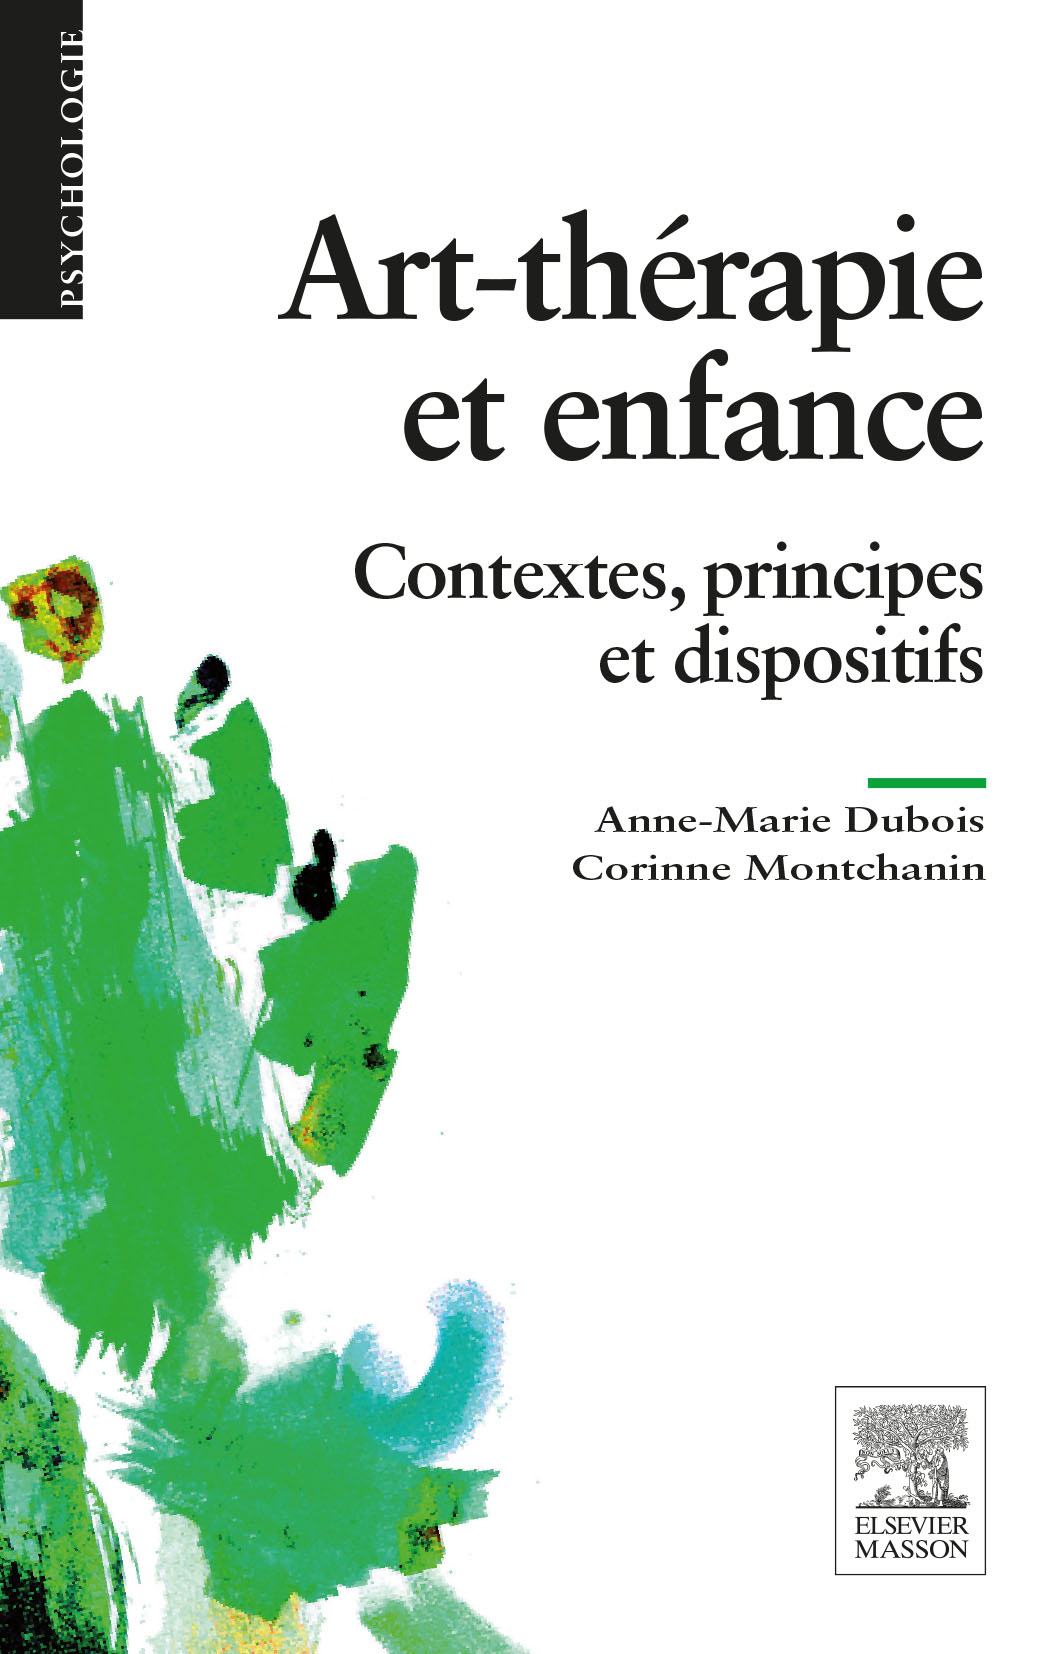 PSYCHOLOGIE
Art-thérapie
et enfance
Contextes, principes
et dispositifs
Anne-Marie Dubois
Corinne Montchanin
ELSEVIER
MASSON